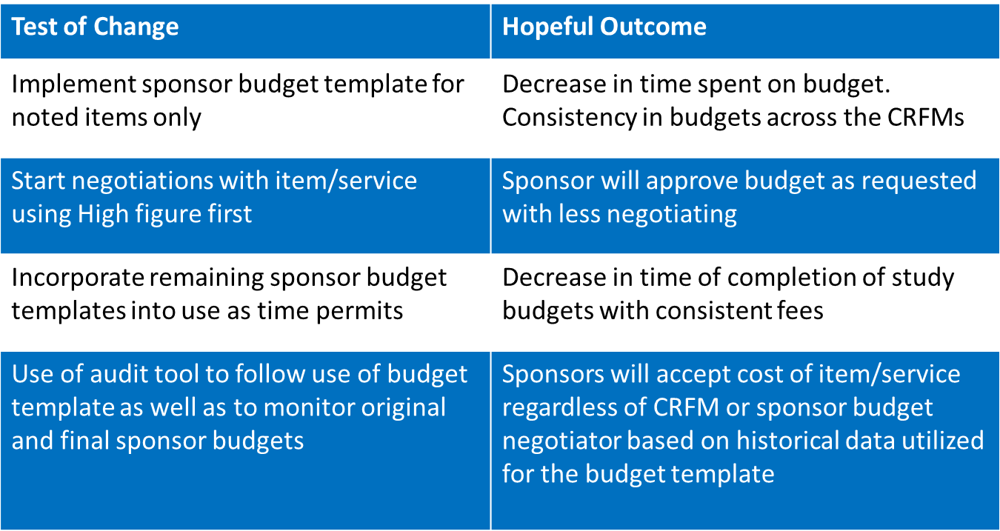 Test of Change
Hopeful Outcome
Implement sponsor budget template for
noted items only
Decrease in time spent on budget.
Consistency in budgets across the CRFMs
Start negotiations with item/service
using High figure first
Sponsor will approve budget as requested
with less negotiating
Incorporate remaining sponsor budget
templates into use as time permits
Decrease in time of completion of study
budgets with consistent fees
Use of audit tool to follow use of budget
template as well as to monitor original
and final sponsor budgets
Sponsors will accept cost of item/service
regardless of CRFM or sponsor budget
negotiator based on historical data utilized
for the budget template